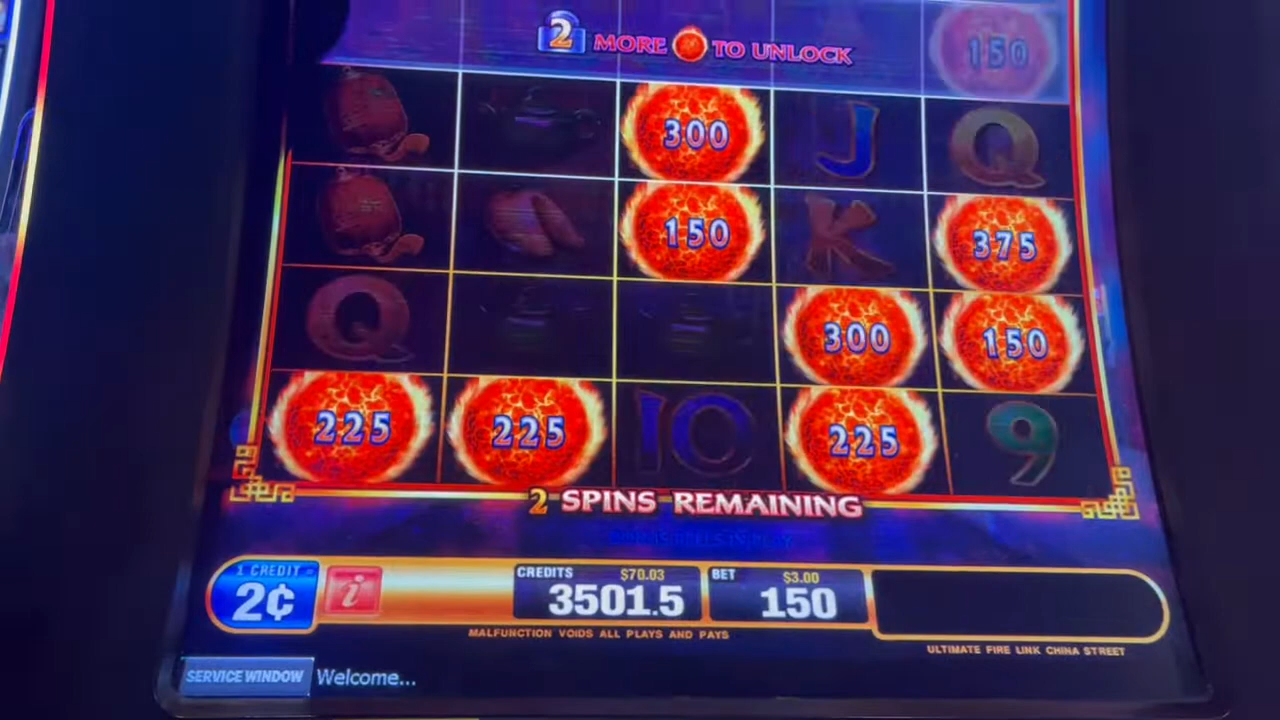 2 MORE TO UNLOCK
150
300
J
Q
150
K
375
Q
300
150
225
225
10
225
9
2 SPINS REMAINING
1 CREDIT =
2¢
i
CREDITS $70.03
3501.5
BET $3.00
150
MALFUNCTION VOIDS ALL PLAYS AND PAYS
ULTIMATE FIRE LINK CHINA STREET
SERVICE WINDOW
Welcome...